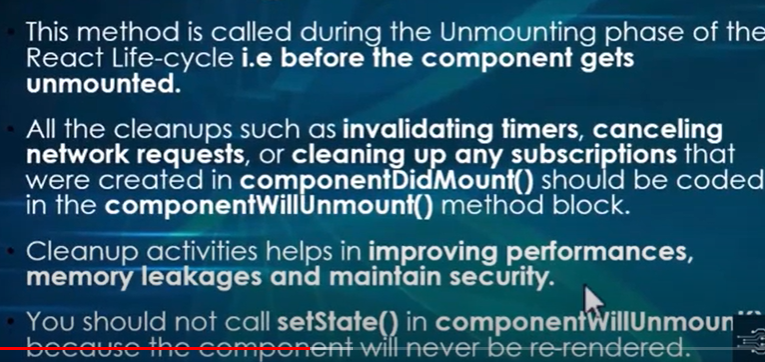 This method is called during the Unmounting phase of the
React Life-cycle i.e before the component gets
unmounted.
All the cleanups such as invalidating timers, canceling
network requests, or cleaning up any subscriptions that
were created in componentDidMount() should be coded
in the componentWillUnmount() method block.
Cleanup activities helps in improving performances,
memory leakages and maintain security.
You should not call setState() in componentWillUnmount()
because the component will never be re-rendered